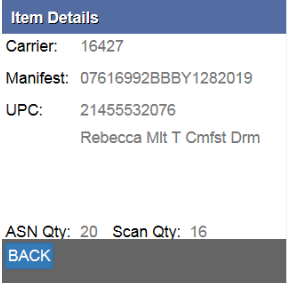 Item Details
Carrier: 16427
Manifest: 07616992BBBY1282019
UPC: 21455532076
Rebecca Mlt T Cmfst Drm
ASN Qty: 20 Scan Qty: 16
BACK